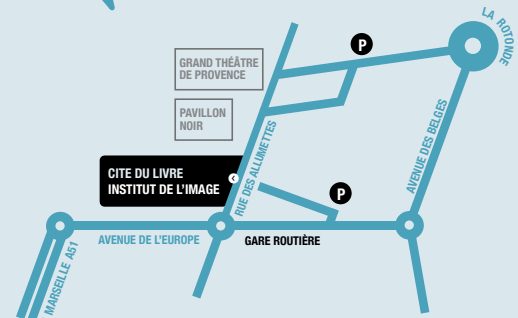 LA ROTONDE
P
GRAND THÉÂTRE
DE PROVENCE
PAVILLON
NOIR
RUE DES ALLUMETTES
AVENUE DES BELGES
CITE DU LIVRE
INSTITUT DE L'IMAGE
P
AVENUE DE L'EUROPE
GARE ROUTIÈRE
MARSEILLE A51